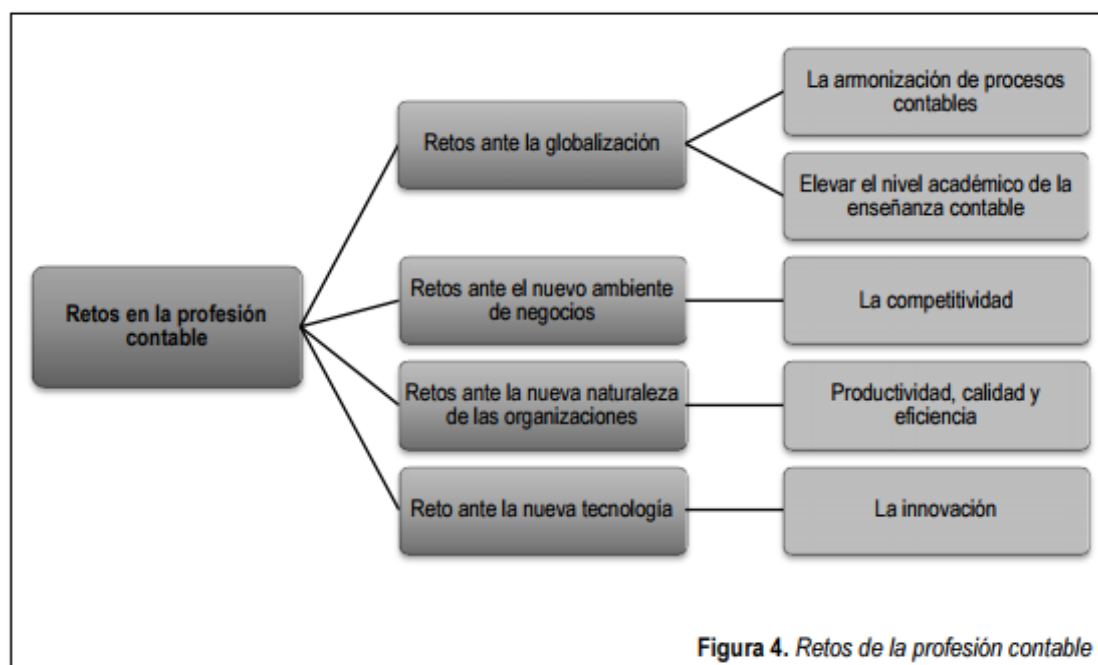 Retos en la profesión
contable
Retos ante la globalización
La armonización de procesos
contables
Elevar el nivel académico de la
enseñanza contable
Retos ante el nuevo ambiente
de negocios
La competitividad
Retos ante la nueva naturaleza
de las organizaciones
Productividad, calidad y
eficiencia
Reto ante la nueva tecnología
La innovación
Figura 4. Retos de la profesión contable